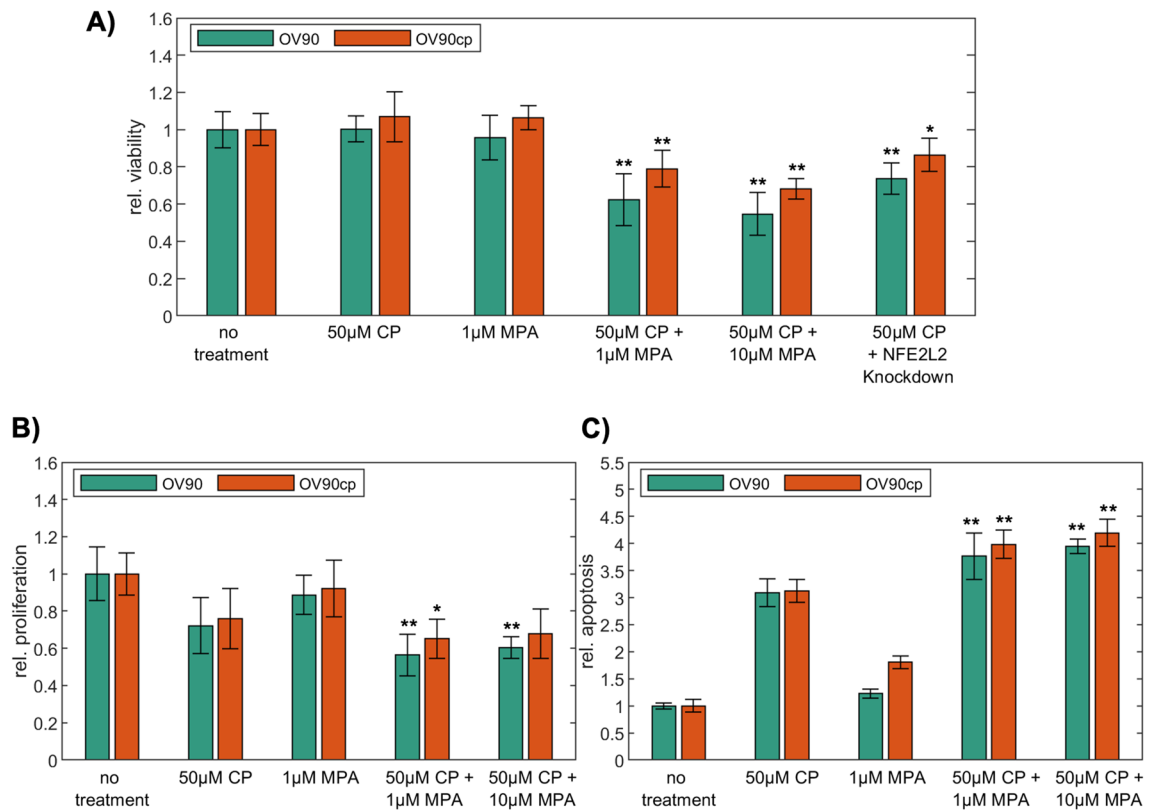 A)
OV90 OV90cp
rel. viability
1.6
1.4
1.2
1
0.8
0.6
0.4
0.2
0
** **
** **
** *
no
treatment
50µM CP
1µM MPA
50µM CP +
1µM MPA
50µM CP +
10µM MPA
50µM CP
+ NFE2L2
Knockdown
B)
OV90 OV90cp
rel. proliferation
1.6
1.4
1.2
1
0.8
0.6
0.4
0.2
0
** *
**
no
treatment
50µM CP
1µM MPA
50µM CP +
1µM MPA
50µM CP +
10µM MPA
C)
OV90 OV90cp
rel. apoptosis
5.5
5
4.5
4
3.5
3
2.5
2
1.5
1
0.5
0
** **
** **
no
treatment
50µM CP
1µM MPA
50µM CP +
1µM MPA
50µM CP +
10µM MPA